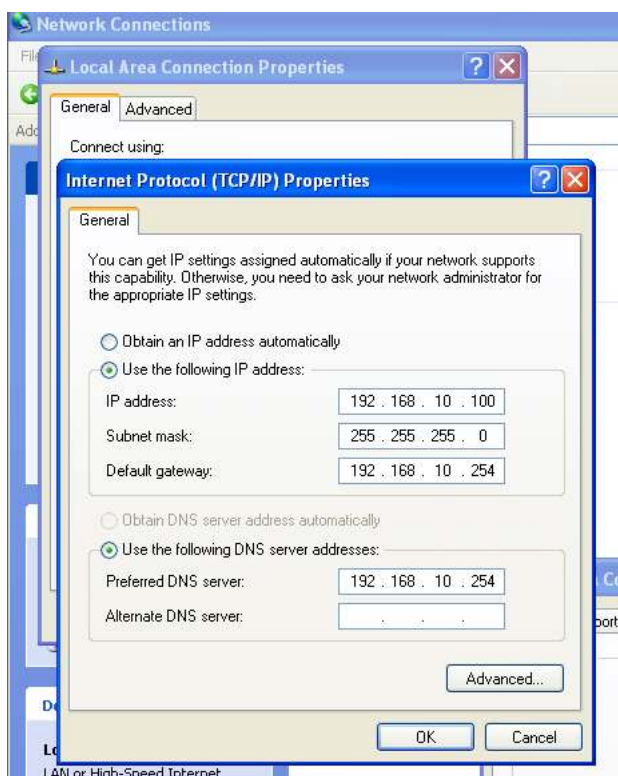 Network Connections
Local Area Connection Properties
General Advanced
Connect using:
Internet Protocol (TCP/IP) Properties
General
You can get IP settings assigned automatically if your network supports
this capability. Otherwise, you need to ask your network administrator for
the appropriate IP settings.
Obtain an IP address automatically
Use the following IP address:
IP address: 192 . 168 . 10 . 100
Subnet mask: 255 . 255 . 255 . 0
Default gateway: 192 . 168 . 10 . 254
Obtain DNS server address automatically
Use the following DNS server addresses:
Preferred DNS server: 192 . 168 . 10 . 254
Alternate DNS server: . . .
Advanced...
OK Cancel
LAN or High-Speed Internet